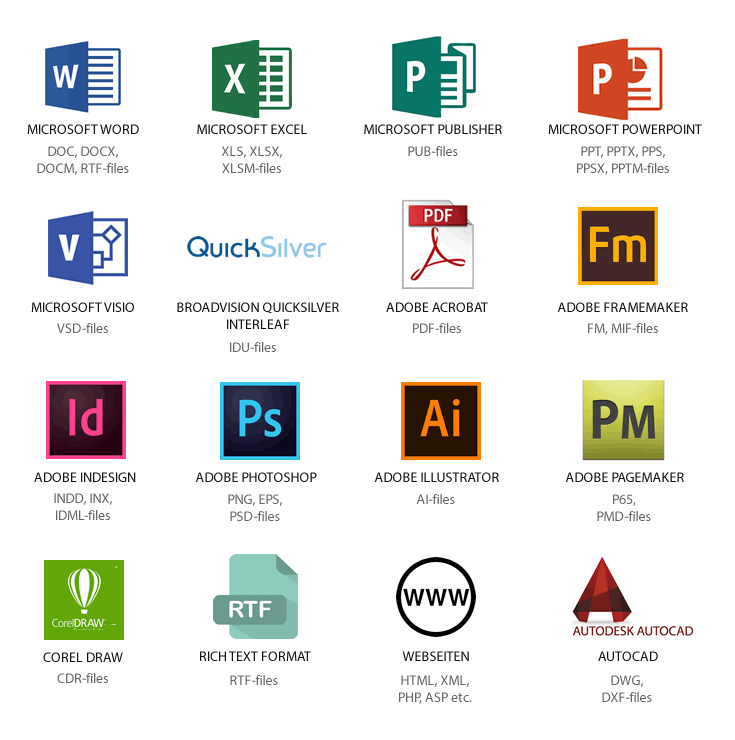 W
X
P
P
MICROSOFT WORD
MICROSOFT EXCEL
MICROSOFT PUBLISHER
MICROSOFT POWERPOINT
DOC, DOCX,
DOCM, RTF-files
XLS, XLSX,
XLSM-files
PUB-files
PPT, PPTX, PPS,
PPSX, PPTM-files
V
QuickSilver
PDF
Fm
MICROSOFT VISIO
BROADVISION QUICKSILVER
INTERLEAF
ADOBE ACROBAT
ADOBE FRAMEMAKER
VSD-files
IDU-files
PDF-files
FM, MIF-files
Id
Ps
Ai
PM
ADOBE INDESIGN
ADOBE PHOTOSHOP
ADOBE ILLUSTRATOR
ADOBE PAGEMAKER
INDD, INX,
IDML-files
PNG, EPS,
PSD-files
AI-files
P65,
PMD-files
CorelDRAW
RTF
WWW
AUTODESK AUTOCAD
COREL DRAW
RICH TEXT FORMAT
WEBSEITEN
AUTOCAD
CDR-files
RTF-files
HTML, XML,
PHP, ASP etc.
DWG,
DXF-files